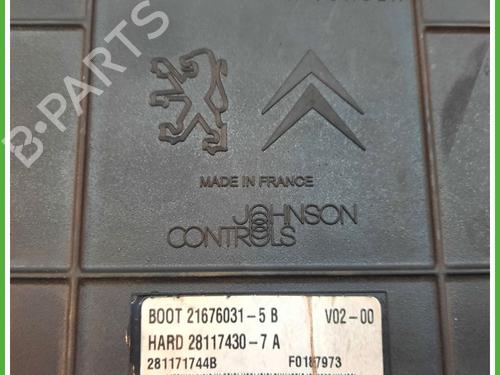 B-PARTS
MADE IN FRANCE
JOHNSON
CONTROLS
BOOT 21676031-5 B V02-00
HARD 28117430-7 A
281171744B F0187973